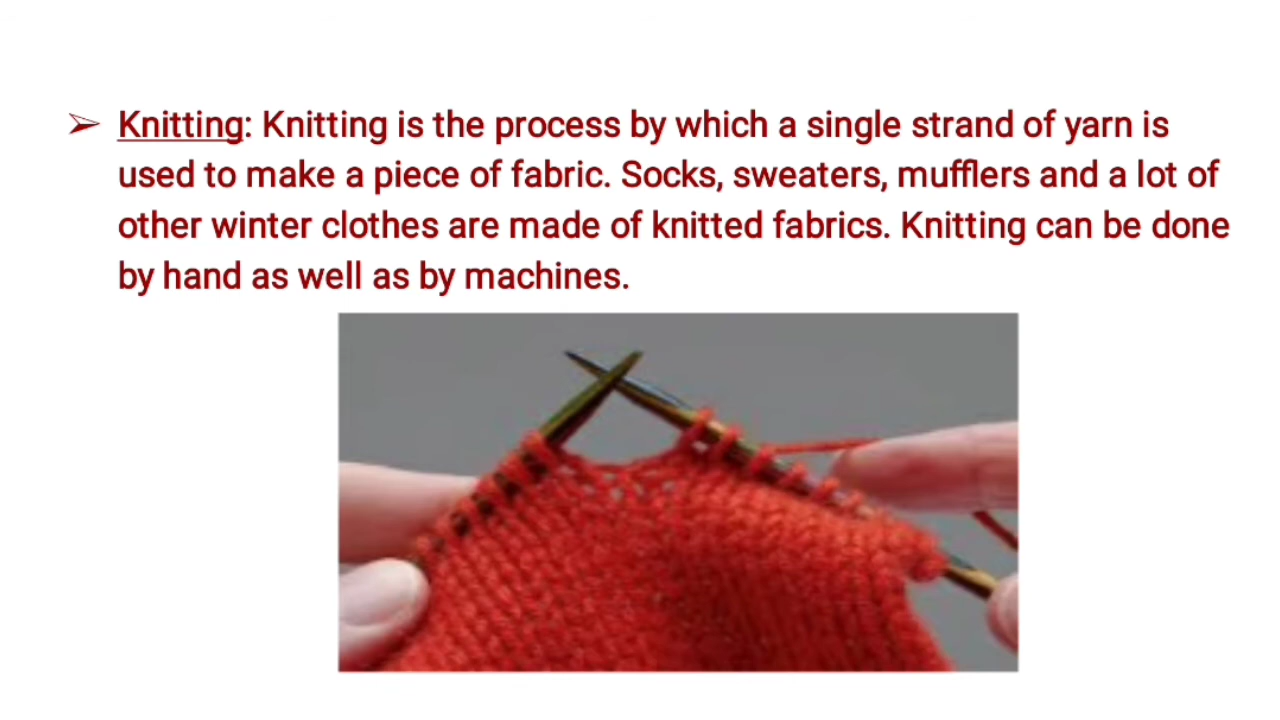 ➢ Knitting: Knitting is the process by which a single strand of yarn is
used to make a piece of fabric. Socks, sweaters, mufflers and a lot of
other winter clothes are made of knitted fabrics. Knitting can be done
by hand as well as by machines.